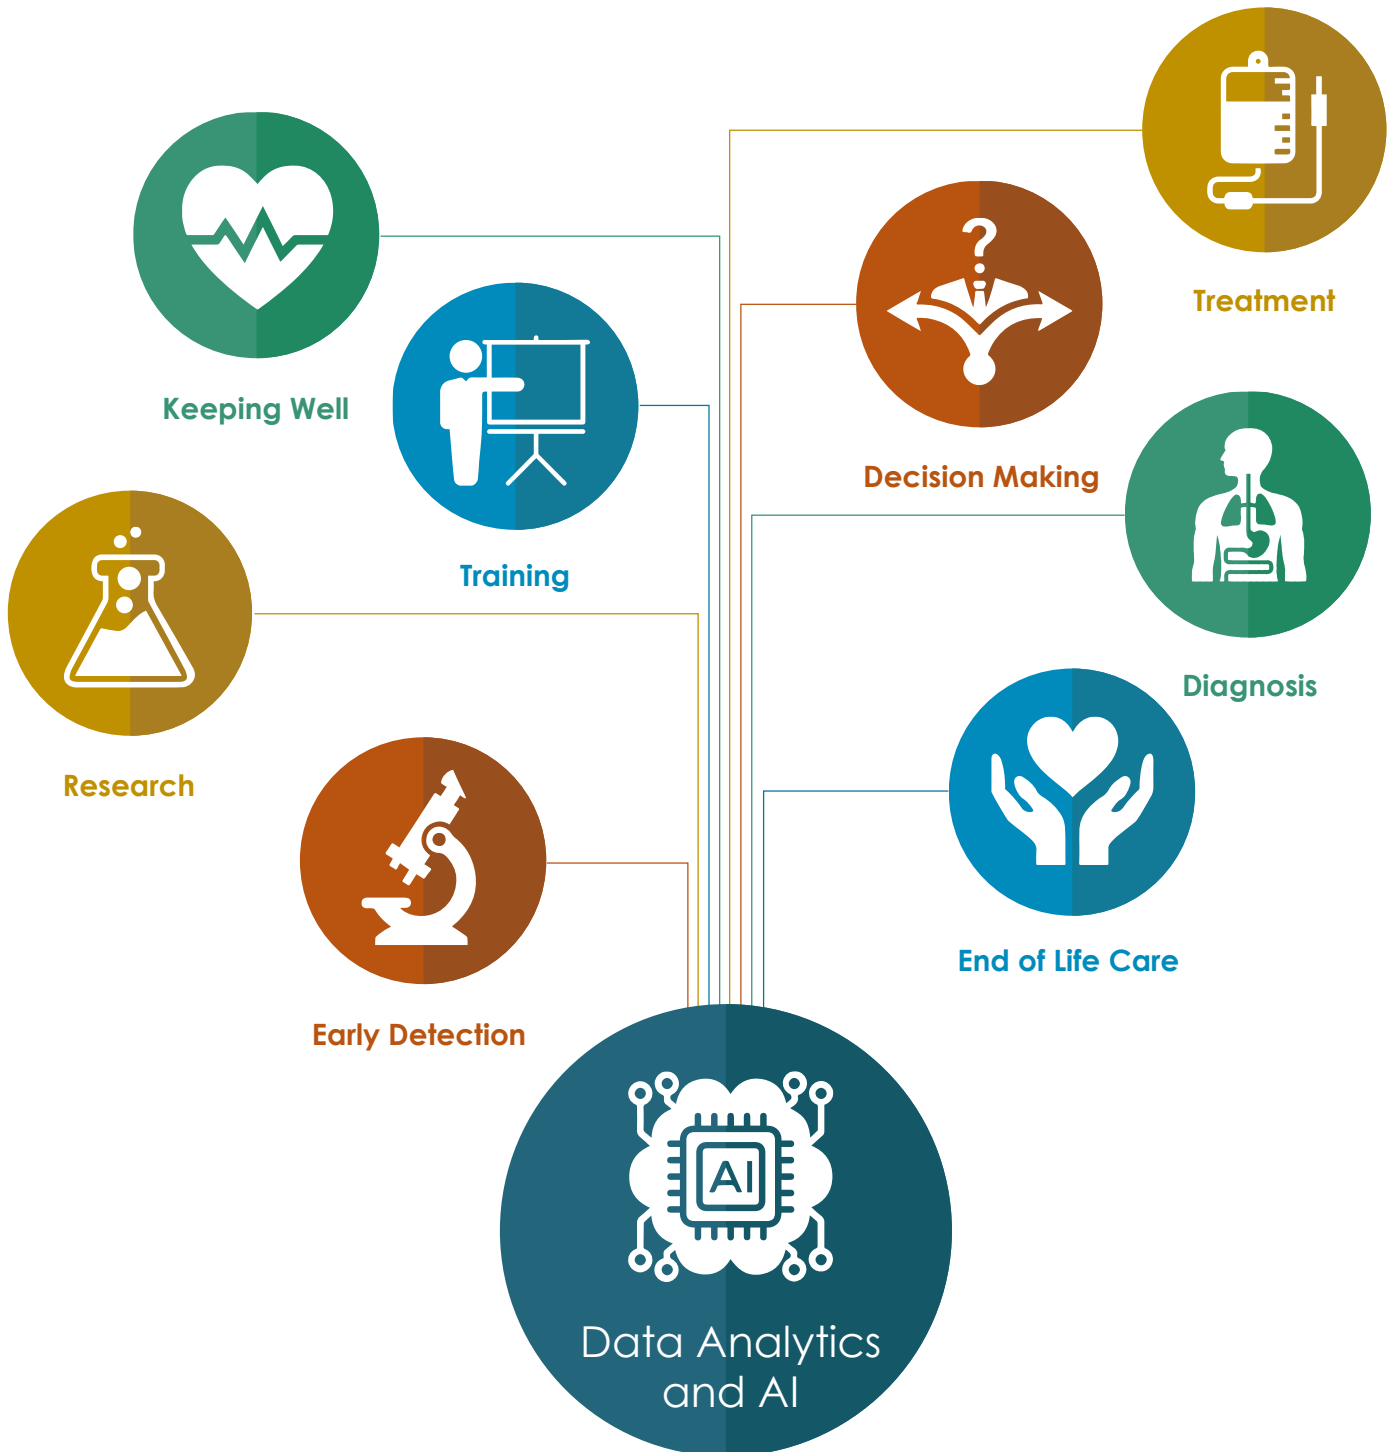 Treatment
Keeping Well
Decision Making
?
Training
Diagnosis
Research
End of Life Care
Early Detection
AI
Data Analytics
and AI